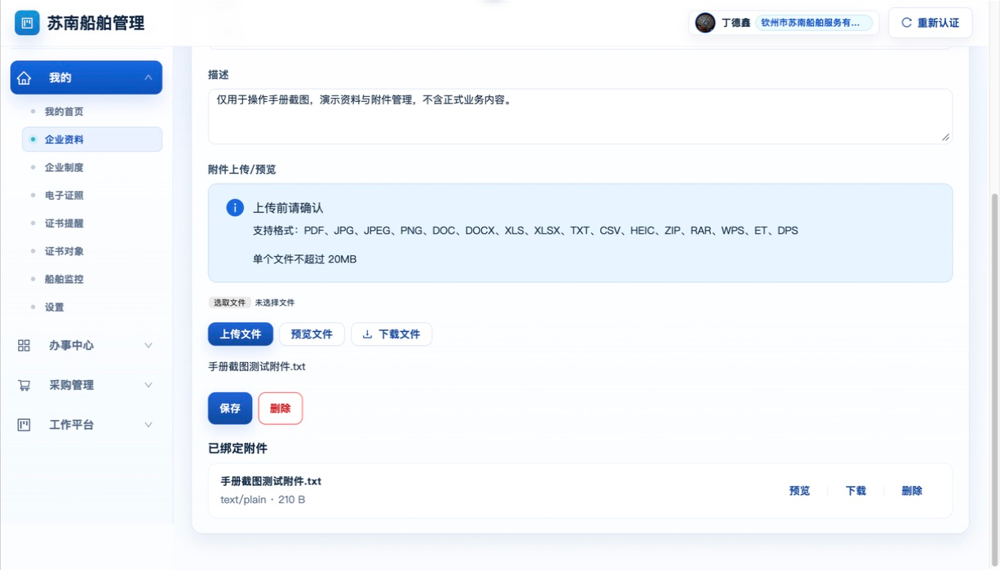 苏南船舶管理
丁德鑫 钦州市苏南船舶服务有...
重新认证
我的
我的首页
企业资料
企业制度
电子证照
证书提醒
证书对象
船舶监控
设置
办事中心
采购管理
工作平台
描述
仅用于操作手册截图，演示资料与附件管理，不含正式业务内容。
附件上传/预览
上传前请确认
支持格式：PDF、JPG、JPEG、PNG、DOC、DOCX、XLS、XLSX、TXT、CSV、HEIC、ZIP、RAR、WPS、ET、DPS
单个文件不超过 20MB
选取文件 未选择文件
上传文件 预览文件 下载文件
手册截图测试附件.txt
保存 删除
已绑定附件
手册截图测试附件.txt
text/plain · 210 B
预览 下载 删除